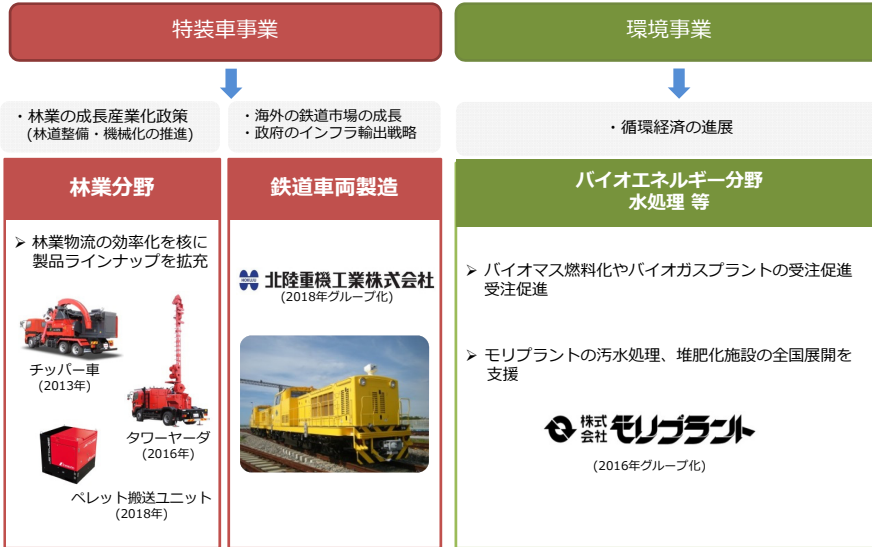 特装車事業
環境事業
・林業の成長産業化政策
(林道整備・機械化の推進)
・海外の鉄道市場の成長
・政府のインフラ輸出戦略
・循環経済の進展
林業分野
鉄道車両製造
バイオエネルギー分野
水処理 等
➢ 林業物流の効率化を核に
製品ラインナップを拡充
チッパー車
(2013年)
タワーヤーダ
(2016年)
ペレット搬送ユニット
(2018年)
北陸重機工業株式会社
(2018年グループ化)
➢ バイオマス燃料化やバイオガスプラントの受注促進
受注促進
➢ モリプラントの汚水処理、堆肥化施設の全国展開を
支援
株式会社モリプラント
(2016年グループ化)